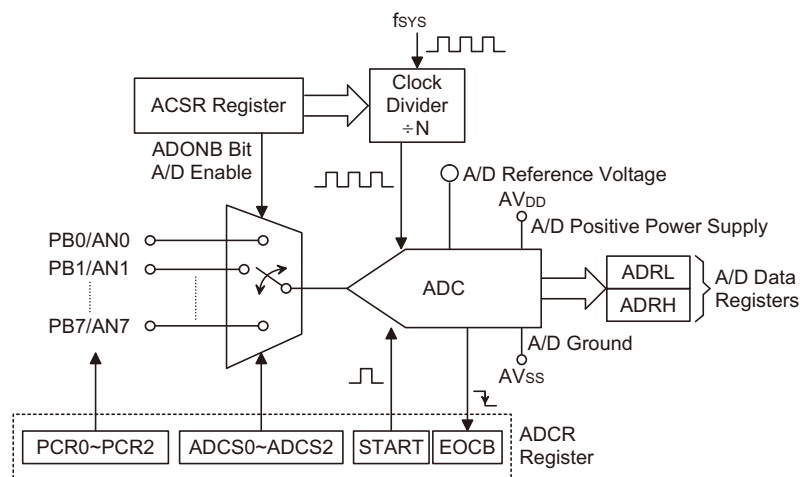 fSYS
Clock
Divider
÷N
ACSR Register
ADONB Bit
A/D Enable
A/D Reference Voltage
AVDD
A/D Positive Power Supply
PB0/AN0
PB1/AN1
PB7/AN7
ADC
ADRL
ADRH
A/D Data
Registers
A/D Ground
AVSS
PCR0~PCR2
ADCS0~ADCS2
START
EOCB
ADCR
Register